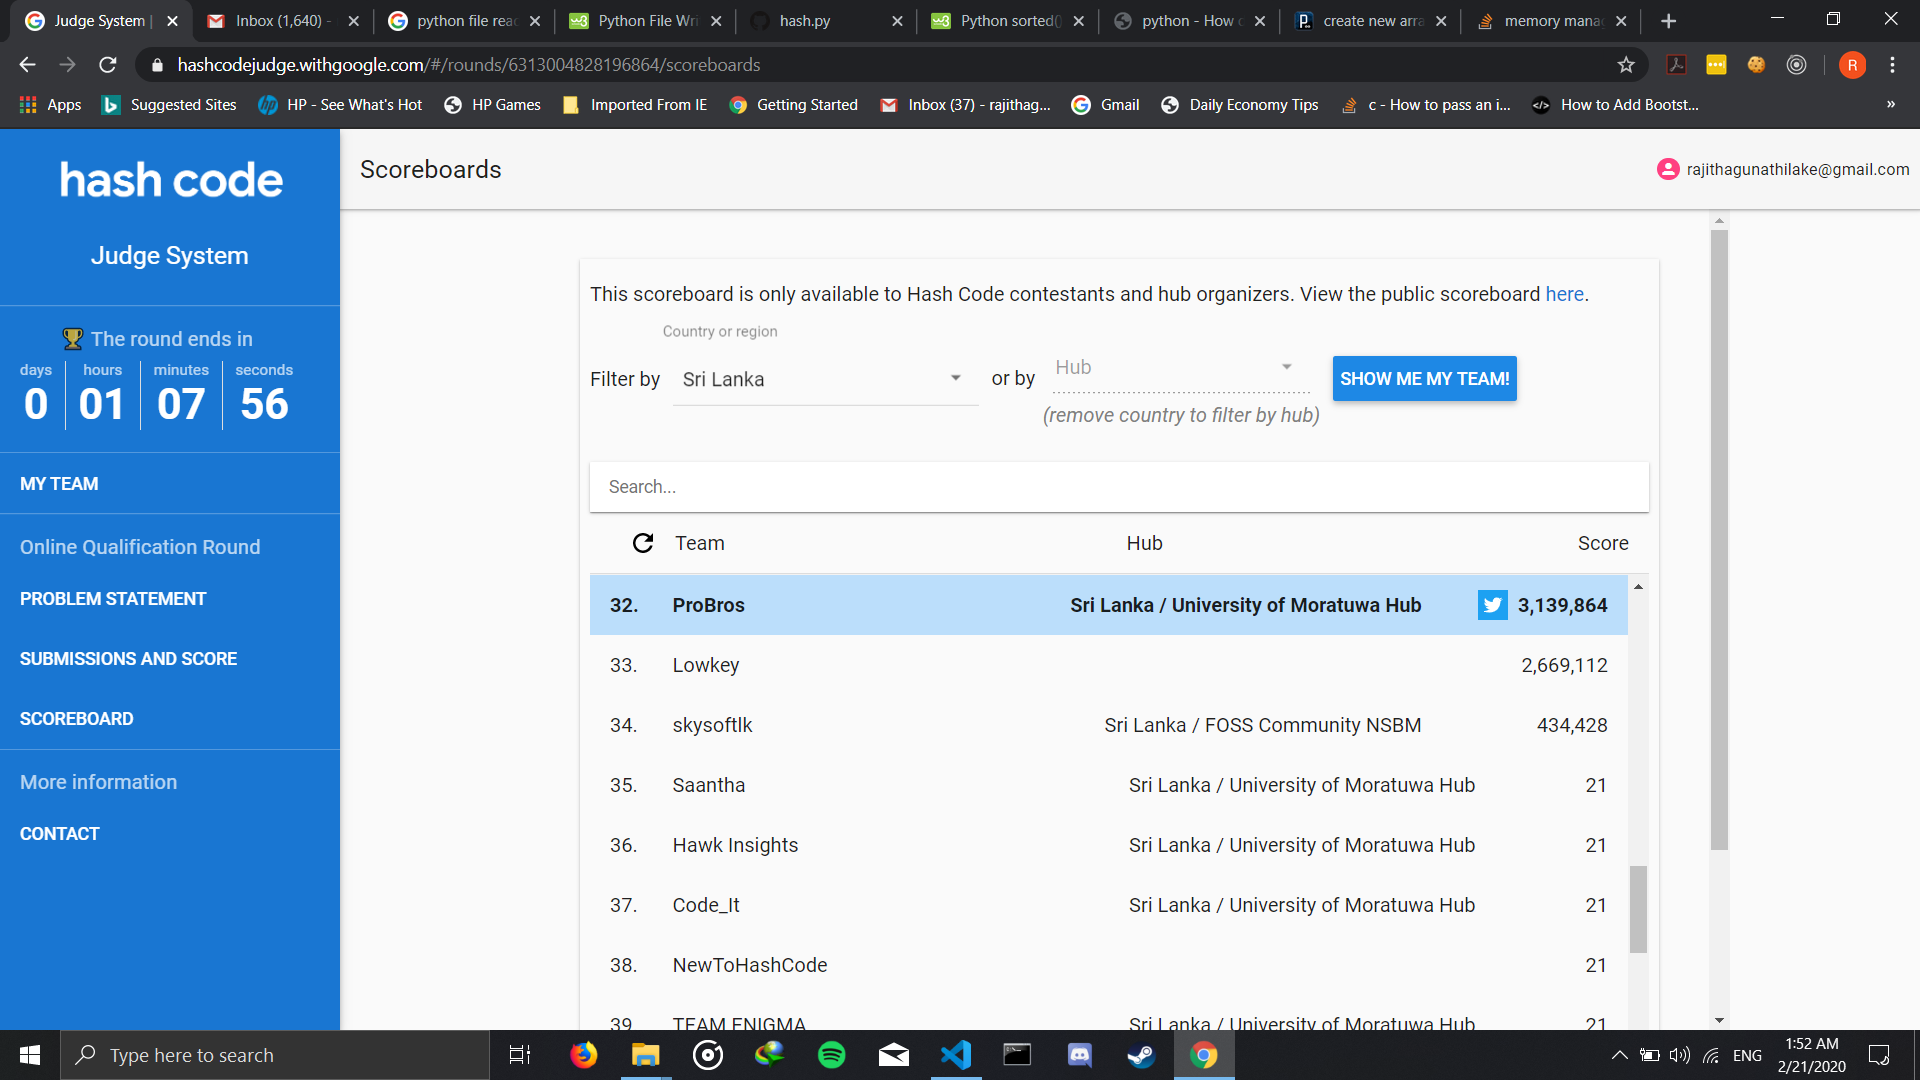 Judge System |
Inbox (1,640) -
python file reac
Python File Wri
hash.py
Python sorted()
python - How c
create new arra
memory mana
hashcodejudge.withgoogle.com/#/rounds/6313004828196864/scoreboards
R
Apps
Suggested Sites
HP - See What's Hot
HP Games
Imported From IE
Getting Started
Inbox (37) - rajithag...
Gmail
Daily Economy Tips
c - How to pass an i...
How to Add Bootst...
»
hash code
Judge System
The round ends in
days hours minutes seconds
0 01 07 56
MY TEAM
Online Qualification Round
PROBLEM STATEMENT
SUBMISSIONS AND SCORE
SCOREBOARD
More information
CONTACT
Scoreboards
rajithagunathilake@gmail.com
This scoreboard is only available to Hash Code contestants and hub organizers. View the public scoreboard here.
Country or region
Filter by Sri Lanka or by Hub SHOW ME MY TEAM!
(remove country to filter by hub)
Search...
Team Hub Score
32. ProBros Sri Lanka / University of Moratuwa Hub 3,139,864
33. Lowkey 2,669,112
34. skysoftlk Sri Lanka / FOSS Community NSBM 434,428
35. Saantha Sri Lanka / University of Moratuwa Hub 21
36. Hawk Insights Sri Lanka / University of Moratuwa Hub 21
37. Code_It Sri Lanka / University of Moratuwa Hub 21
38. NewToHashCode 21
39. TEAM ENIGMA Sri Lanka / University of Moratuwa Hub 21
Type here to search
ENG
1:52 AM
2/21/2020